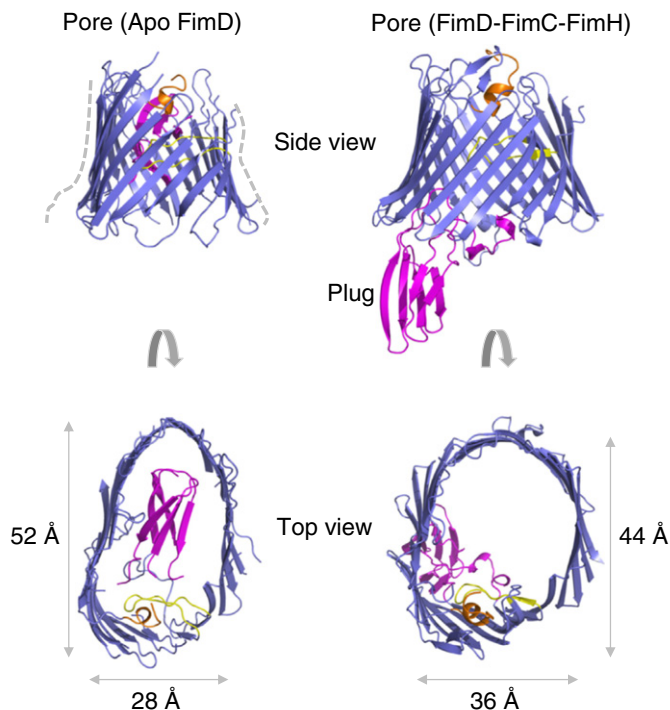 Pore (Apo FimD)
Pore (FimD-FimC-FimH)
Side view
Plug
52 Å
Top view
44 Å
28 Å
36 Å